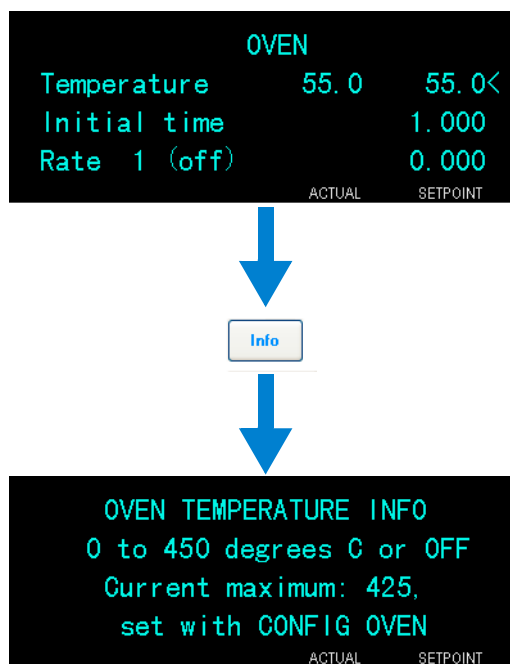 OVEN
Temperature 55.0 55.0<
Initial time 1.000
Rate 1 (off) 0.000
ACTUAL SETPOINT
Info
OVEN TEMPERATURE INFO
0 to 450 degrees C or OFF
Current maximum: 425,
set with CONFIG OVEN
ACTUAL SETPOINT